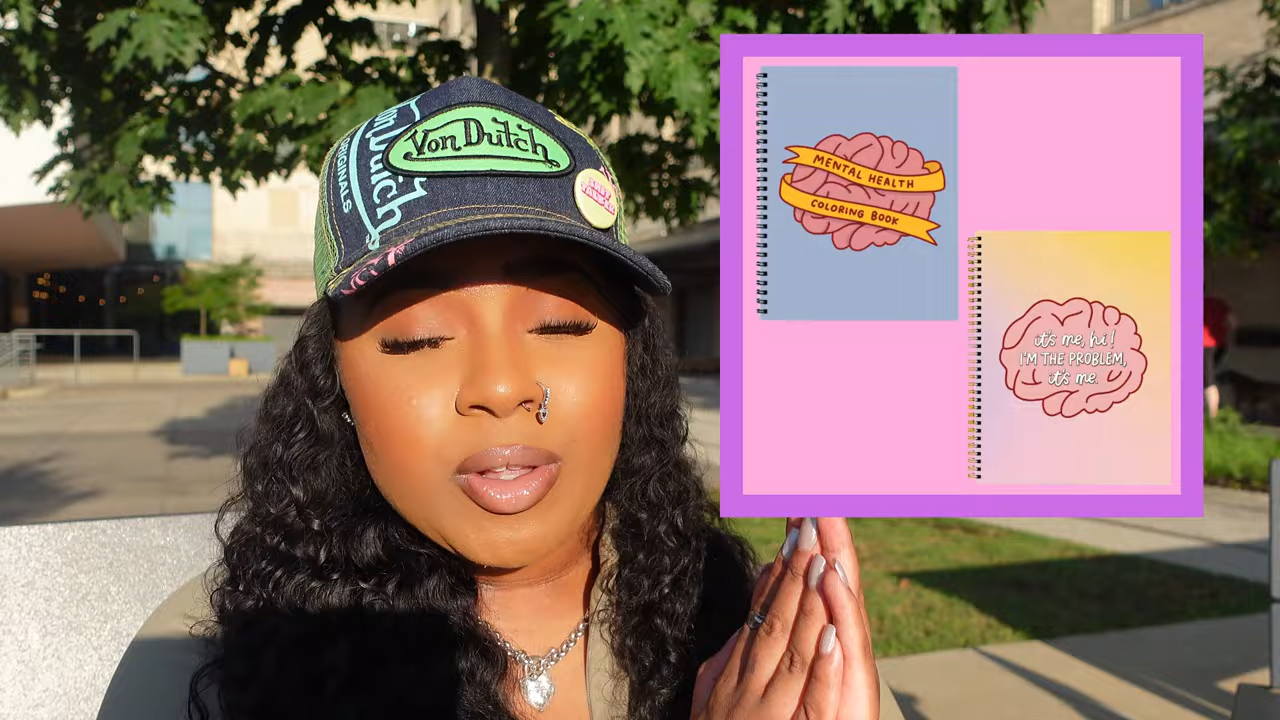 Von Dutch
Von Dutch
ORIGINALS
MENTAL HEALTH
COLORING BOOK
it's me, hi!
I'M THE PROBLEM,
it's me.